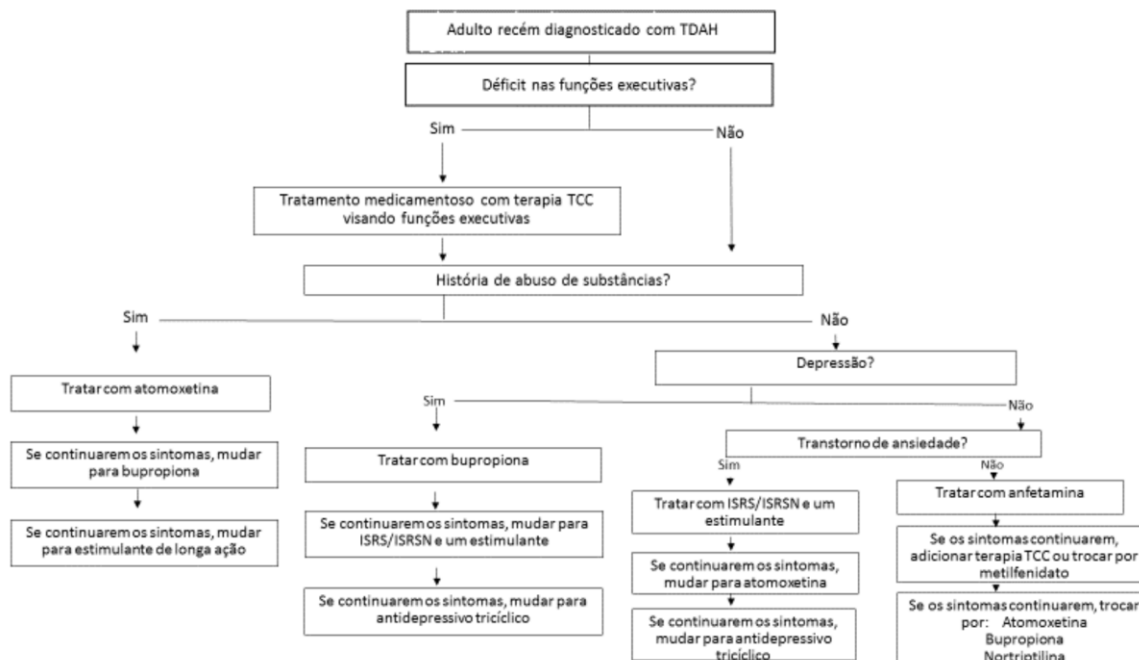 Adulto recém diagnosticado com TDAH
Déficit nas funções executivas?
Sim
Não
Tratamento medicamentoso com terapia TCC
visando funções executivas
História de abuso de substâncias?
Sim
Não
Depressão?
Tratar com atomoxetina
Sim
Não
Transtorno de ansiedade?
Se continuarem os sintomas, mudar
para bupropiona
Tratar com bupropiona
Sim
Não
Tratar com anfetamina
Tratar com ISRS/ISRSN e um
estimulante
Se continuarem os sintomas, mudar
para estimulante de longa ação
Se continuarem os sintomas, mudar para
ISRS/ISRSN e um estimulante
Se os sintomas continuarem,
adicionar terapia TCC ou trocar por
metilfenidato
Se continuarem os sintomas,
mudar para atomoxetina
Se continuarem os sintomas, mudar para
antidepressivo tricíclico
Se continuarem os sintomas,
mudar para antidepressivo
tricíclico
Se os sintomas continuarem, trocar
por: Atomoxetina
Bupropiona
Nortriptilina